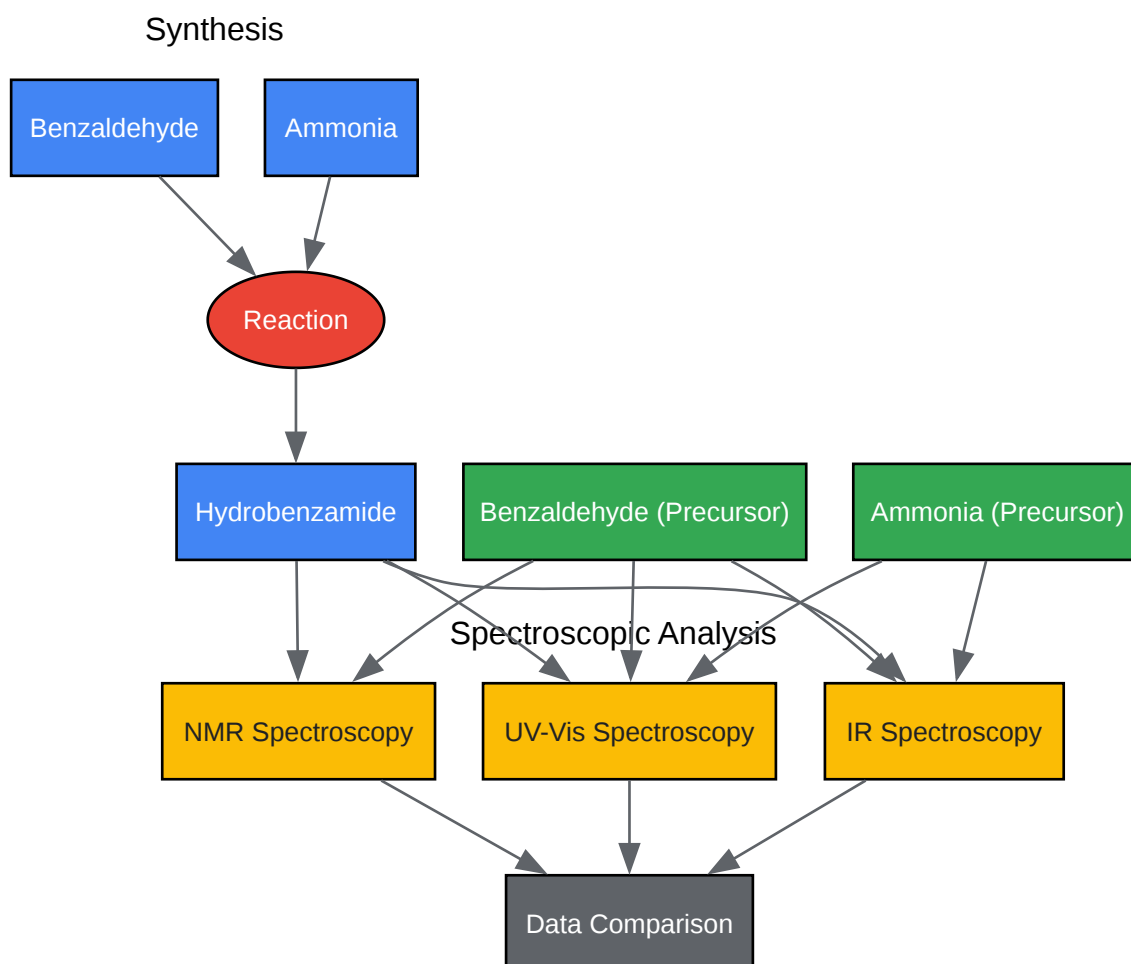 Synthesis
Benzaldehyde
Ammonia
Reaction
Hydrobenzamide
Benzaldehyde (Precursor)
Ammonia (Precursor)
Spectroscopic Analysis
NMR Spectroscopy
UV-Vis Spectroscopy
IR Spectroscopy
Data Comparison